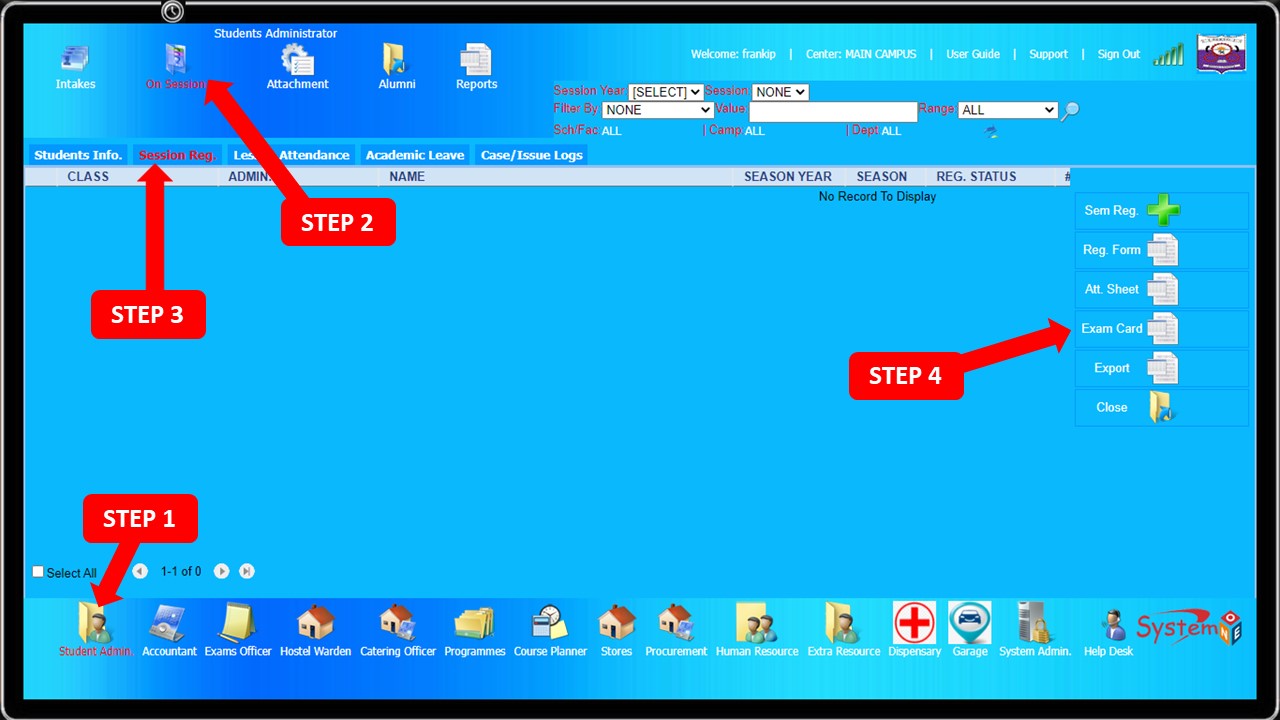 Students Administrator
Intakes
On Session
Attachment
Alumni
Reports
Welcome: frankip | Center: MAIN CAMPUS | User Guide | Support | Sign Out
Session Year [SELECT] Session NONE
Filter By NONE Value: Range: ALL
Sch/Fac ALL | Camp ALL | Dept ALL
Students Info. Session Reg. Attendance Academic Leave Case/Issue Logs
CLASS ADMIN. NAME SEASON YEAR SEASON REG. STATUS #
No Record To Display
STEP 2
STEP 3
STEP 4
STEP 1
Sem Reg.
Reg. Form
Att. Sheet
Exam Card
Export
Close
Select All 1-1 of 0
Student Admin. Accountant Exams Officer Hostel Warden Catering Officer Programmes Course Planner Stores Procurement Human Resource Extra Resource Dispensary Garage System Admin. Help Desk
System ONE